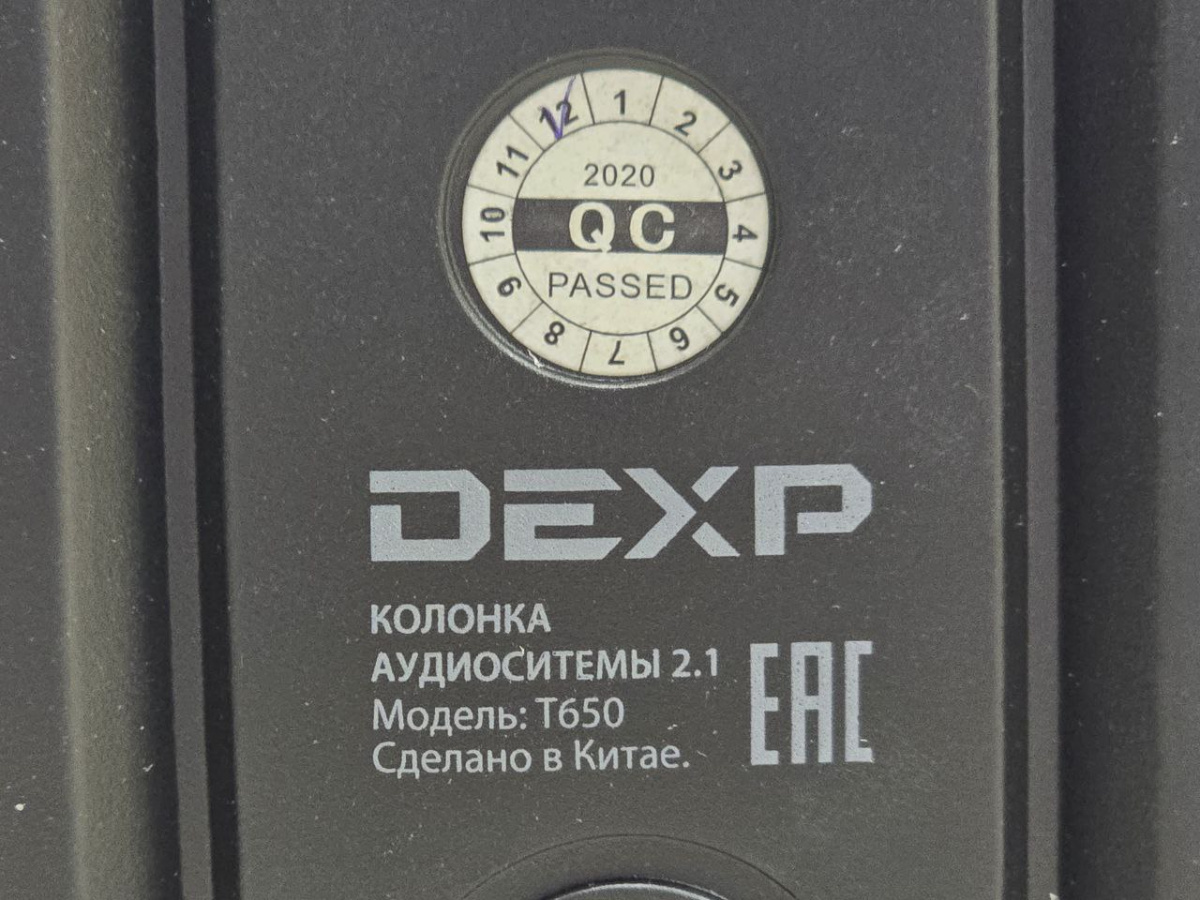 12 1 2
11 3
10 4
9 5
8 7 6
2020
QC
PASSED
DEXP
КОЛОНКА
АУДИОСИТЕМЫ 2.1
Модель: T650
Сделано в Китае.
EAC